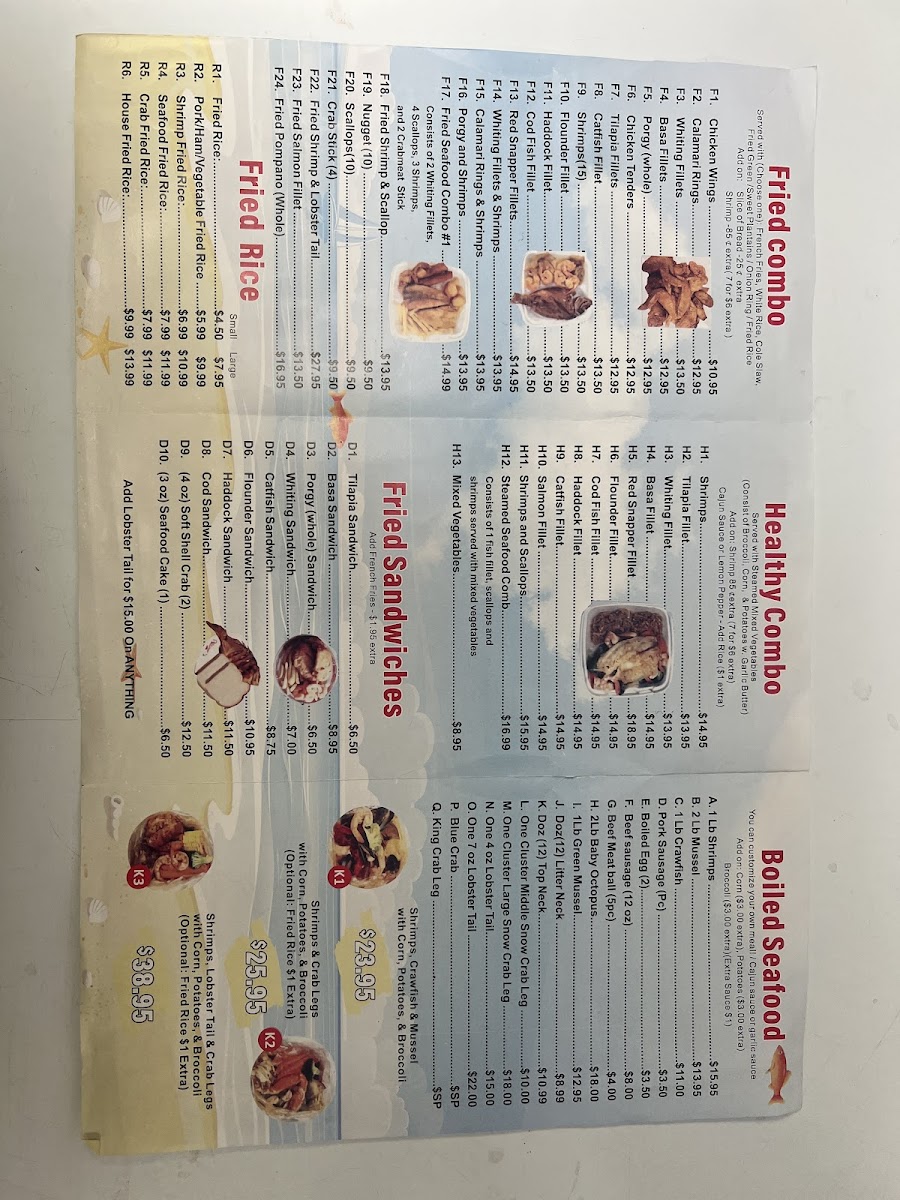 Fried combo
Served with (Choose one): French Fries, White Rice, Cole Slaw,
Fried Green /Sweet Plantains / Onion Ring / Fried Rice
Add on: Slice of Bread -25 ¢ extra
Shrimp -85 ¢ extra( 7 for $6 extra )
F1. Chicken Wings $10.95
F2. Calamari Rings $12.95
F3. Whiting Fillets $13.50
F4. Basa Fillets $12.95
F5. Porgy (whole) $12.95
F6. Chicken Tenders $12.95
F7. Tilapia Fillets $12.95
F8. Catfish Fillet $13.50
F9. Shrimps(15) $13.50
F10. Flounder Fillet $13.50
F11. Haddock Fillet $13.50
F12. Cod Fish Fillet $13.50
F13. Red Snapper Fillets $14.95
F14. Whiting Fillets & Shrimps $13.95
F15. Calamari Rings & Shrimps $13.95
F16. Porgy and Shrimps $13.95
F17. Fried Seafood Combo #1 $14.99
Consists of 2 Whiting Fillets,
4 Scallops, 3 Shrimps,
and 2 Crabmeat Stick
F18. Fried Shrimp & Scallop $13.95
F19. Nugget (10) $9.50
F20. Scallops(10) $9.50
F21. Crab Stick (4) $9.50
F22. Fried Shrimp & Lobster Tail $27.95
F23. Fried Salmon Fillet $13.50
F24. Fried Pompano (Whole) $16.95
Fried Rice
Small Large
R1. Fried Rice: $4.50 $7.95
R2. Pork/Ham/Vegetable Fried Rice $5.99 $9.99
R3. Shrimp Fried Rice: $6.99 $10.99
R4. Seafood Fried Rice: $7.99 $11.99
R5. Crab Fried Rice: $7.99 $11.99
R6. House Fried Rice: $9.99 $13.99
Healthy Combo
Served with Steamed Mixed Vegetables
(Consist of Broccoli, Corn, & Potatoes w. Garlic Butter)
Add on: Shrimp 85 ¢extra (7 for $6 extra)
Cajun Sauce or Lemon Pepper - Add Rice ($1 extra)
H1. Shrimps $14.95
H2. Tilapia Fillet $13.95
H3. Whiting Fillet $13.95
H4. Basa Fillet $14.95
H5. Red Snapper Fillet $18.95
H6. Flounder Fillet $14.95
H7. Cod Fish Fillet $14.95
H8. Haddock Fillet $14.95
H9. Catfish Fillet $14.95
H10. Salmon Fillet $14.95
H11. Shrimps and Scallops $15.95
H12. Steamed Seafood Comb $16.99
Consists of 1 fish fillet, scallops and
shrimps served with mixed vegetables
H13. Mixed Vegetables $8.95
Fried Sandwiches
Add French Fries - $1.95 extra
D1. Tilapia Sandwich $6.50
D2. Basa Sandwich $8.95
D3. Porgy (whole) Sandwich $6.50
D4. Whiting Sandwich $7.00
D5. Catfish Sandwich $8.75
D6. Flounder Sandwich $10.95
D7. Haddock Sandwich $11.50
D8. Cod Sandwich $11.50
D9. (4 oz) Soft Shell Crab (2) $12.50
D10. (3 oz) Seafood Cake (1) $6.50
Add Lobster Tail for $15.00 On ANYTHING
Boiled Seafood
You can customize your own meal! / Cajun sauce or garlic sauce
Add on: Corn ($3.00 extra), Potatoes ($3.00 extra)
Broccoli ($3.00 extra)(Extra Sauce $1)
A. 1 Lb Shrimps $15.95
B. 2 Lb Mussel $13.95
C. 1 Lb Crawfish $11.00
D. Pork Sausage (Pc) $3.50
E. Boiled Egg (2) $3.50
F. Beef sausage (12 oz) $8.00
G. Beef Meat ball (5pc) $4.00
H. 2Lb Baby Octopus $18.00
I. 1Lb Green Mussel $12.95
J. Doz(12) Litter Neck $8.99
K. Doz (12) Top Neck $10.99
L. One Cluster Middle Snow Crab Leg $10.00
M. One Cluster Large Snow Crab Leg $18.00
N. One 4 oz Lobster Tail $15.00
O. One 7 oz Lobster Tail $22.00
P. Blue Crab $SP
Q. King Crab Leg $SP
K1
Shrimps, Crawfish & Mussel
with Corn, Potatoes, & Broccoli
$23.95
Shrimps & Crab Legs
with Corn, Potatoes, & Broccoli
(Optional: Fried Rice $1 Extra)
$25.95
K2
K3
Shrimps, Lobster Tail & Crab Legs
with Corn, Potatoes, & Broccoli
(Optional: Fried Rice $1 Extra)
$38.95